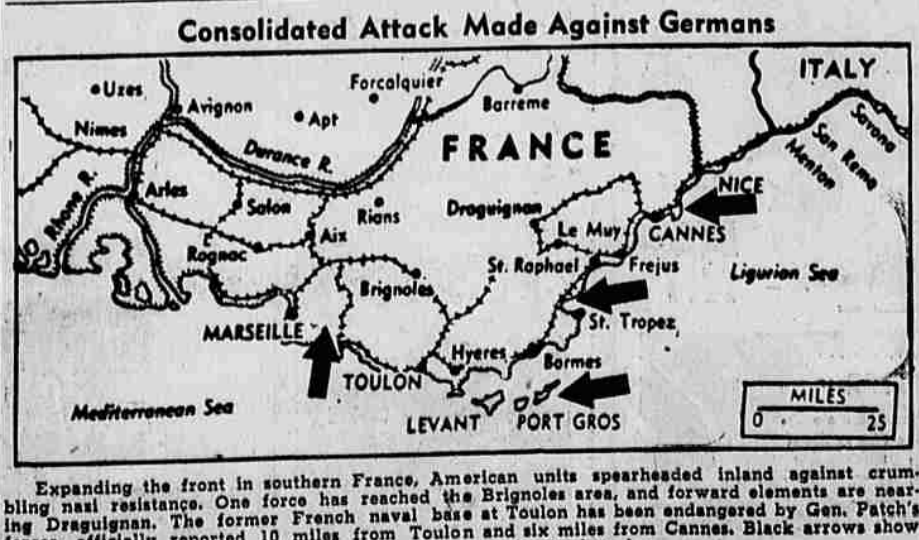 Consolidated Attack Made Against Germans
ITALY
Uzes
Forcalquier
Avignon
Barreme
Apt
Savona
San Remo
Menton
Nimes
FRANCE
Durance R.
Rhone R.
Arles
NICE
Salon
Rians
Draguignan
Le Muy
CANNES
Aix
Rognac
St. Raphael
Frejus
Ligurian Sea
Brignoles
St. Tropez
MARSEILLE
Hyeres
Bormes
TOULON
MILES
0 25
Mediterranean Sea
LEVANT
PORT GROS
Expanding the front in southern France, American units spearheaded inland against crum-
bling nazi resistance. One force has reached the Brignoles area, and forward elements are near-
ing Draguignan. The former French naval base at Toulon has been endangered by Gen. Patch's
officially reported 10 miles from Toulon and six miles from Cannes. Black arrows show